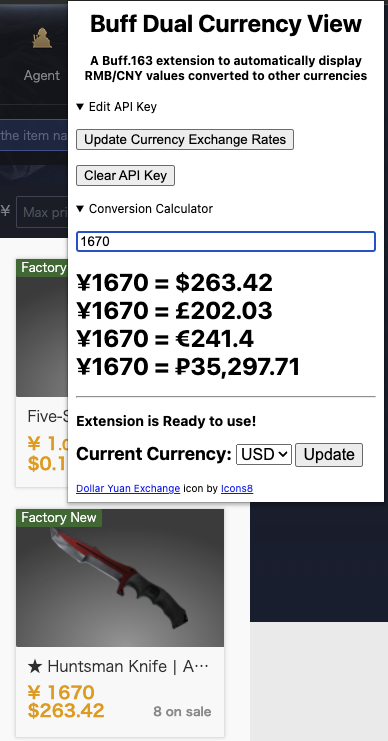 Buff Dual Currency View
A Buff.163 extension to automatically display
RMB/CNY values converted to other currencies
▼ Edit API Key
Update Currency Exchange Rates
Clear API Key
▼ Conversion Calculator
1670
¥1670 = $263.42
¥1670 = £202.03
¥1670 = €241.4
¥1670 = ₽35,297.71
Extension is Ready to use!
Current Currency: USD Update
Dollar Yuan Exchange icon by Icons8
Agent
the item na
¥ Max pri
Factory
Five-S
¥ 1.
$0.1
Factory New
★ Huntsman Knife | A···
¥ 1670
$263.42 8 on sale